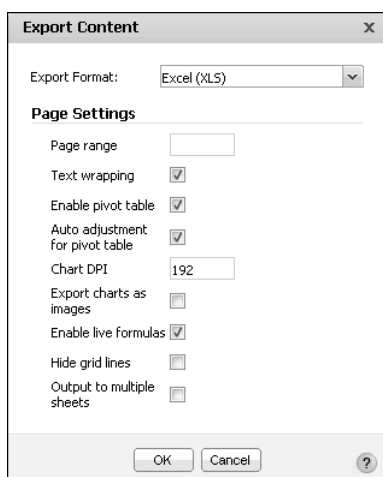 Export Content
Export Format: Excel (XLS)
Page Settings
Page range
Text wrapping
Enable pivot table
Auto adjustment
for pivot table
Chart DPI 192
Export charts as
images
Enable live formulas
Hide grid lines
Output to multiple
sheets
OK Cancel ?